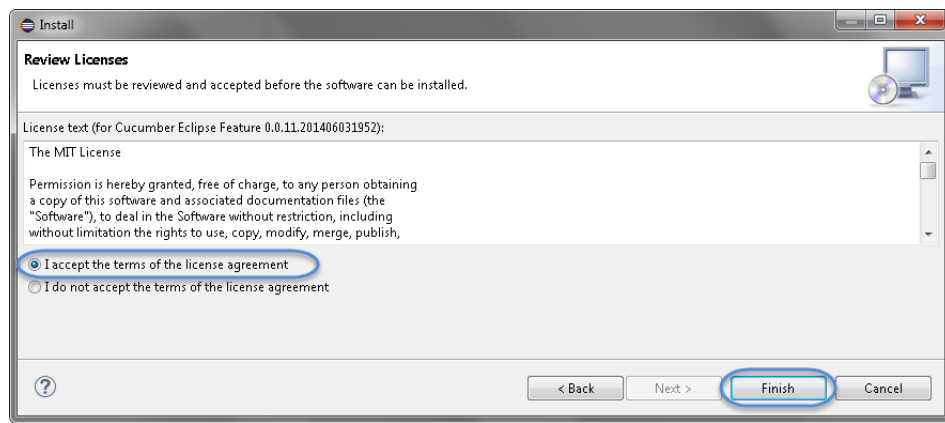 Install
Review Licenses
Licenses must be reviewed and accepted before the software can be installed.
License text (for Cucumber Eclipse Feature 0.0.11.201406031952):
The MIT License
Permission is hereby granted, free of charge, to any person obtaining
a copy of this software and associated documentation files (the
"Software"), to deal in the Software without restriction, including
without limitation the rights to use, copy, modify, merge, publish,
I accept the terms of the license agreement
I do not accept the terms of the license agreement
? < Back Next > Finish Cancel